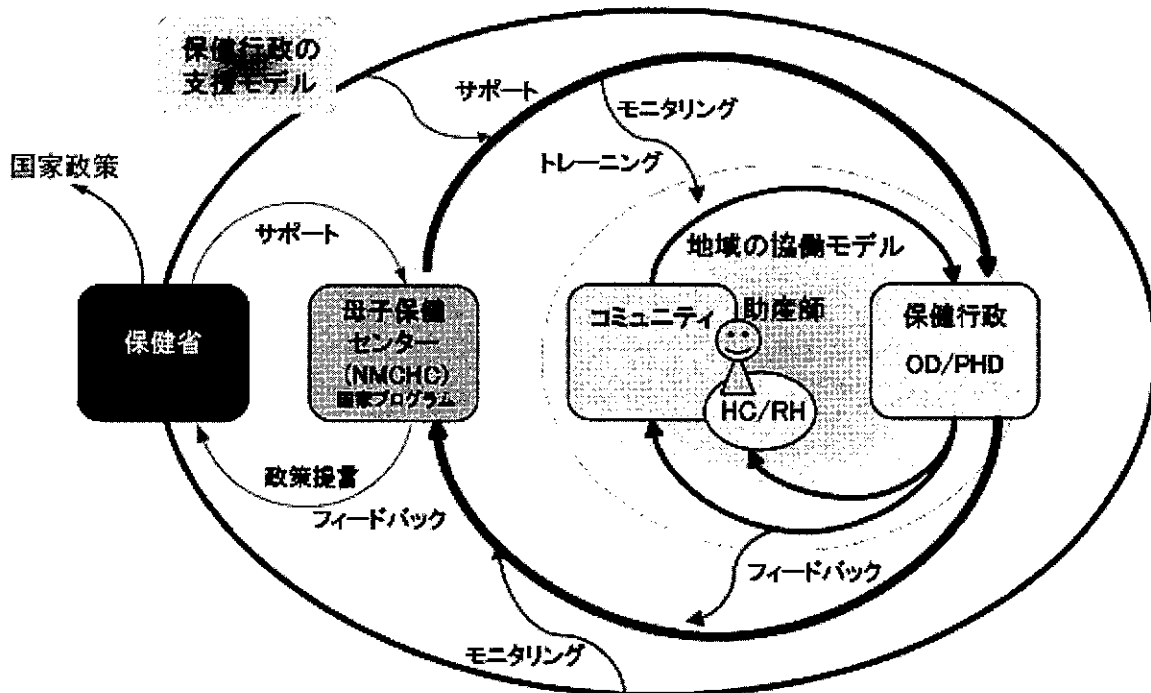 保健行政の
支援モデル
サポート
モニタリング
トレーニング
国家政策
サポート
地域の協働モデル
保健省
母子保健
センター
(NMCHC)
国家プログラム
コミュニティ
助産師
HC/RH
保健行政
OD/PHD
政策提言
フィードバック
フィードバック
モニタリング